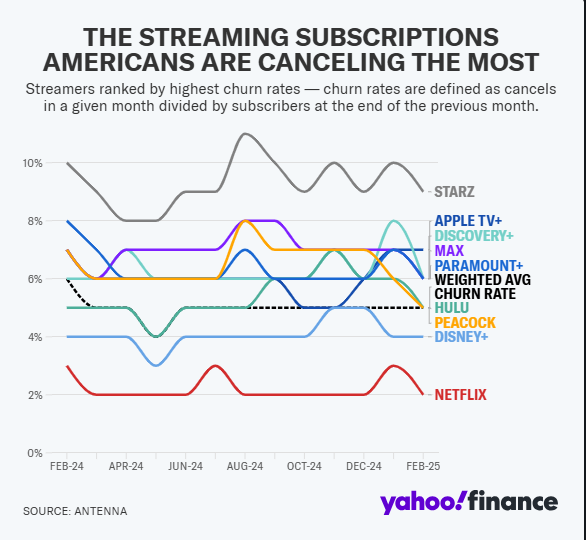 THE STREAMING SUBSCRIPTIONS
AMERICANS ARE CANCELING THE MOST
Streamers ranked by highest churn rates — churn rates are defined as cancels
in a given month divided by subscribers at the end of the previous month.
10%
8%
6%
4%
2%
0%
STARZ
APPLE TV+
DISCOVERY+
MAX
PARAMOUNT+
WEIGHTED AVG
CHURN RATE
HULU
PEACOCK
DISNEY+
NETFLIX
FEB-24 APR-24 JUN-24 AUG-24 OCT-24 DEC-24 FEB-25
SOURCE: ANTENNA
yahoo!finance